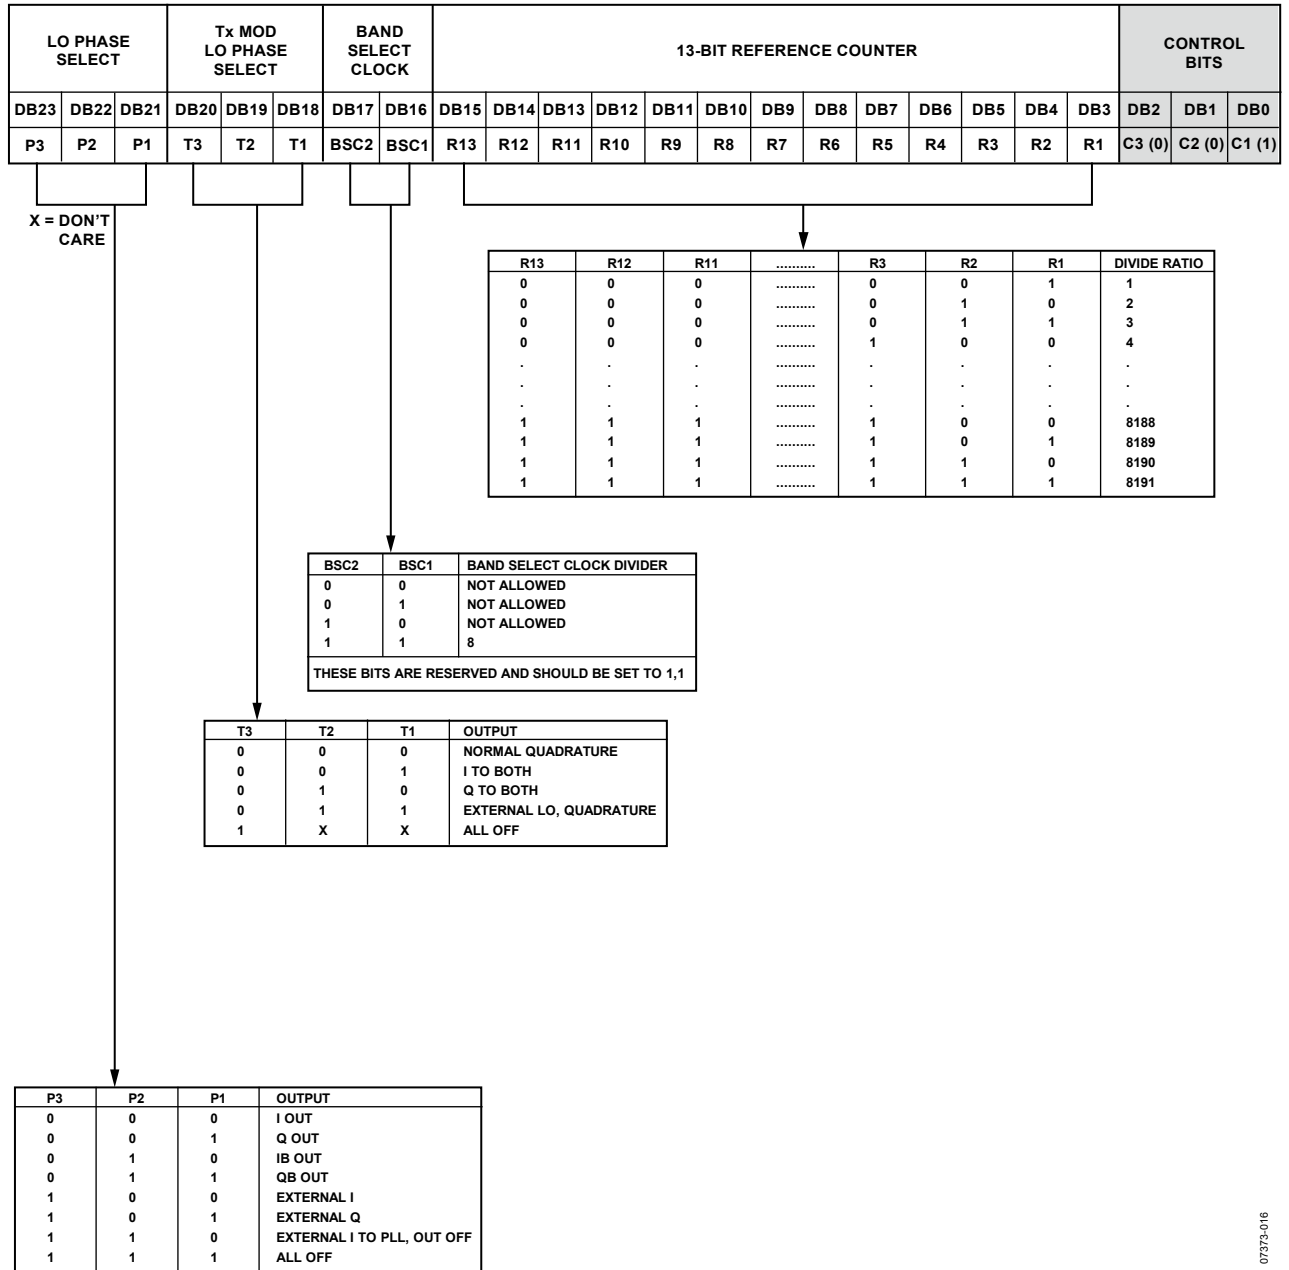 LO PHASE SELECT | Tx MOD LO PHASE SELECT | BAND SELECT CLOCK | 13-BIT REFERENCE COUNTER | CONTROL BITS
DB23 DB22 DB21 DB20 DB19 DB18 DB17 DB16 DB15 DB14 DB13 DB12 DB11 DB10 DB9 DB8 DB7 DB6 DB5 DB4 DB3 DB2 DB1 DB0
P3 P2 P1 T3 T2 T1 BSC2 BSC1 R13 R12 R11 R10 R9 R8 R7 R6 R5 R4 R3 R2 R1 C3 (0) C2 (0) C1 (1)
X = DON'T
CARE
R13 R12 R11 .......... R3 R2 R1 DIVIDE RATIO
0 0 0 .......... 0 0 1 1
0 0 0 .......... 0 1 0 2
0 0 0 .......... 0 1 1 3
0 0 0 .......... 1 0 0 4
. . . .......... . . . .
. . . .......... . . . .
. . . .......... . . . .
1 1 1 .......... 1 0 0 8188
1 1 1 .......... 1 0 1 8189
1 1 1 .......... 1 1 0 8190
1 1 1 .......... 1 1 1 8191
BSC2 BSC1 BAND SELECT CLOCK DIVIDER
0 0 NOT ALLOWED
0 1 NOT ALLOWED
1 0 NOT ALLOWED
1 1 8
THESE BITS ARE RESERVED AND SHOULD BE SET TO 1,1
T3 T2 T1 OUTPUT
0 0 0 NORMAL QUADRATURE
0 0 1 I TO BOTH
0 1 0 Q TO BOTH
0 1 1 EXTERNAL LO, QUADRATURE
1 X X ALL OFF
P3 P2 P1 OUTPUT
0 0 0 I OUT
0 0 1 Q OUT
0 1 0 IB OUT
0 1 1 QB OUT
1 0 0 EXTERNAL I
1 0 1 EXTERNAL Q
1 1 0 EXTERNAL I TO PLL, OUT OFF
1 1 1 ALL OFF
07373-016